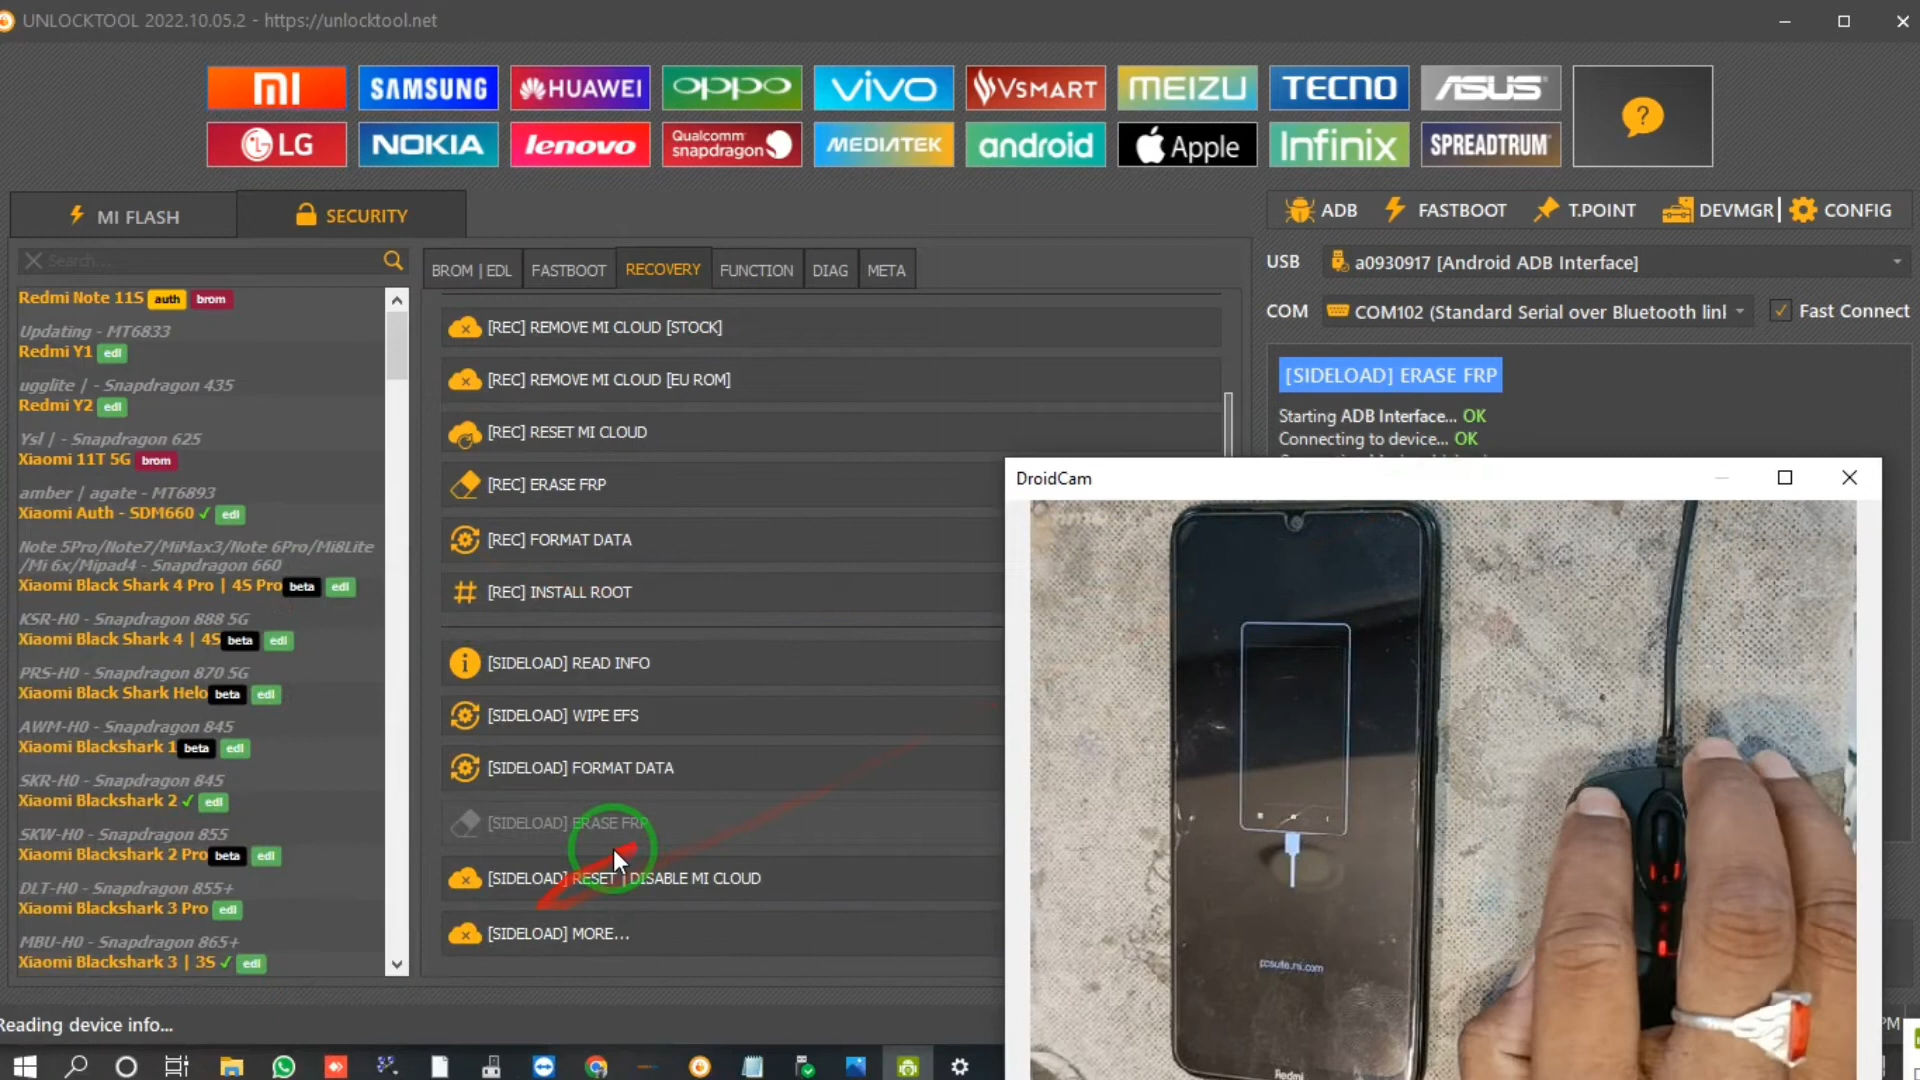 UNLOCKTOOL 2022.10.05.2 - https://unlocktool.net
MI
SAMSUNG
HUAWEI
oppo
vivo
VSMART
MEIZU
TECNO
ASUS
?
LG
NOKIA
lenovo
Qualcomm
snapdragon
MEDIATEK
android
Apple
Infinix
SPREADTRUM
MI FLASH
SECURITY
ADB
FASTBOOT
T.POINT
DEVMGR
CONFIG
Search...
BROM | EDL
FASTBOOT
RECOVERY
FUNCTION
DIAG
META
USB
a0930917 [Android ADB Interface]
COM
COM102 (Standard Serial over Bluetooth linl
Fast Connect
Redmi Note 11S auth brom
Updating - MT6833
Redmi Y1 edl
ugglite | - Snapdragon 435
Redmi Y2 edl
Ysl | - Snapdragon 625
Xiaomi 11T 5G brom
amber | agate - MT6893
Xiaomi Auth - SDM660 ✓ edl
Note 5Pro/Note7/MiMax3/Note 6Pro/Mi8Lite
/Mi 6x/Mipad4 - Snapdragon 660
Xiaomi Black Shark 4 Pro | 4S Pro beta edl
KSR-H0 - Snapdragon 888 5G
Xiaomi Black Shark 4 | 4S beta edl
PRS-H0 - Snapdragon 870 5G
Xiaomi Black Shark Helo beta edl
AWM-H0 - Snapdragon 845
Xiaomi Blackshark 1 beta edl
SKR-H0 - Snapdragon 845
Xiaomi Blackshark 2 ✓ edl
SKW-H0 - Snapdragon 855
Xiaomi Blackshark 2 Pro beta edl
DLT-H0 - Snapdragon 855+
Xiaomi Blackshark 3 Pro edl
MBU-H0 - Snapdragon 865+
Xiaomi Blackshark 3 | 3S ✓ edl
[REC] REMOVE MI CLOUD [STOCK]
[REC] REMOVE MI CLOUD [EU ROM]
[REC] RESET MI CLOUD
[REC] ERASE FRP
[REC] FORMAT DATA
[REC] INSTALL ROOT
[SIDELOAD] READ INFO
[SIDELOAD] WIPE EFS
[SIDELOAD] FORMAT DATA
[SIDELOAD] ERASE FRP
[SIDELOAD] RESET | DISABLE MI CLOUD
[SIDELOAD] MORE...
[SIDELOAD] ERASE FRP
Starting ADB Interface... OK
Connecting to device... OK
DroidCam
pcsuite.mi.com
Redmi
Reading device info...
PM